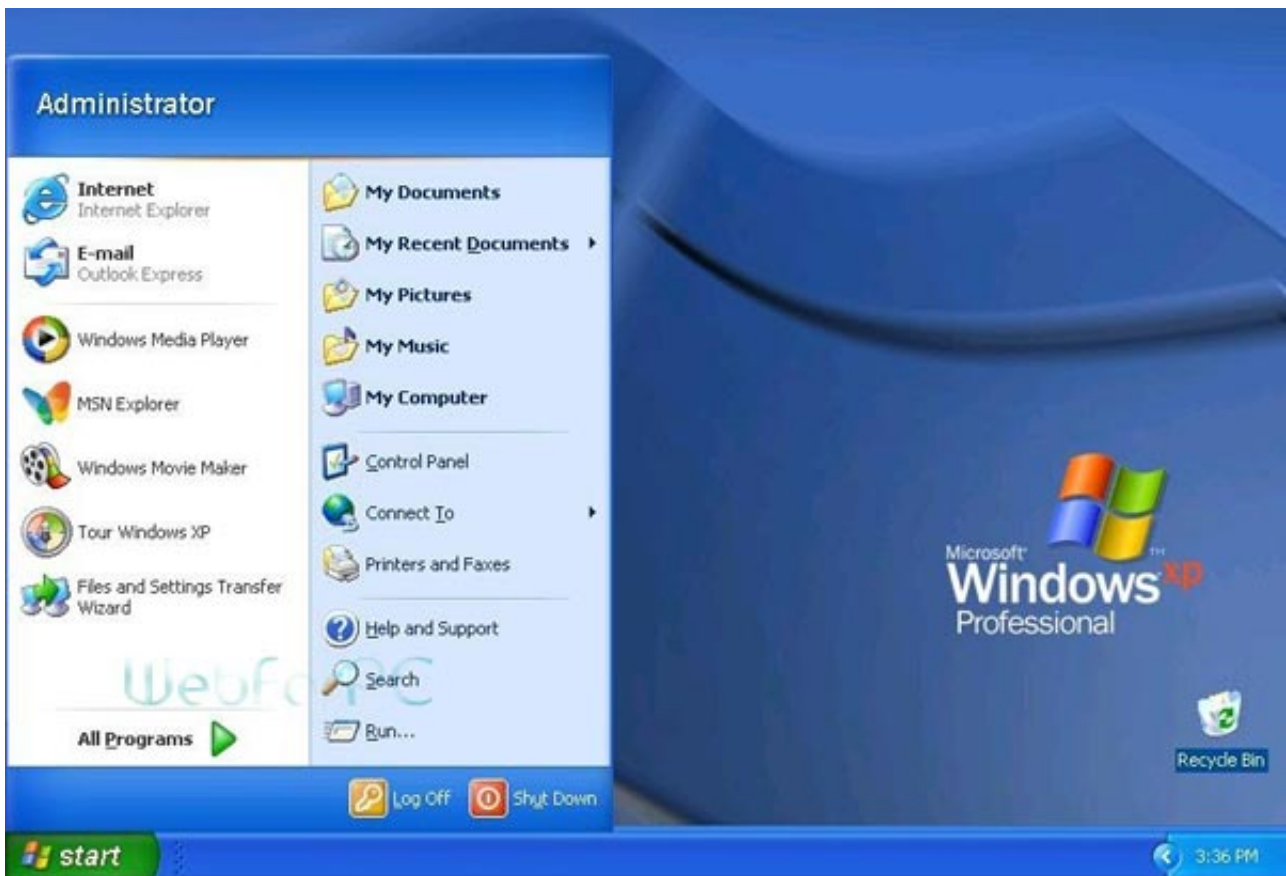 Administrator
Internet
Internet Explorer
E-mail
Outlook Express
Windows Media Player
MSN Explorer
Windows Movie Maker
Tour Windows XP
Files and Settings Transfer
Wizard
All Programs
My Documents
My Recent Documents
My Pictures
My Music
My Computer
Control Panel
Connect To
Printers and Faxes
Help and Support
Search
Run...
WebForPC
Log Off
Shut Down
Microsoft
Windows xp
TM
Professional
Recycle Bin
start
3:36 PM